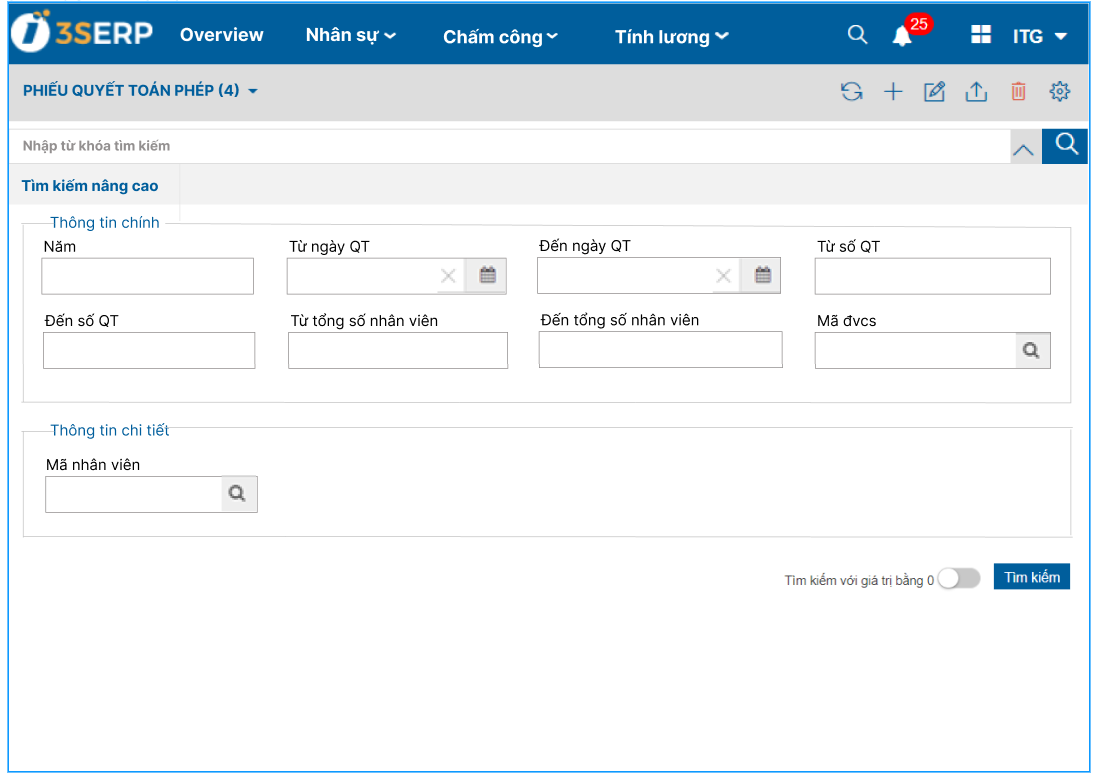 3SERP Overview Nhân sự Chấm công Tính lương 25 ITG
PHIẾU QUYẾT TOÁN PHÉP (4)
Nhập từ khóa tìm kiếm
Tìm kiếm nâng cao
Thông tin chính
Năm Từ ngày QT Đến ngày QT Từ số QT
Đến số QT Từ tổng số nhân viên Đến tổng số nhân viên Mã đvcs
Thông tin chi tiết
Mã nhân viên
Tìm kiếm với giá trị bằng 0 Tìm kiếm